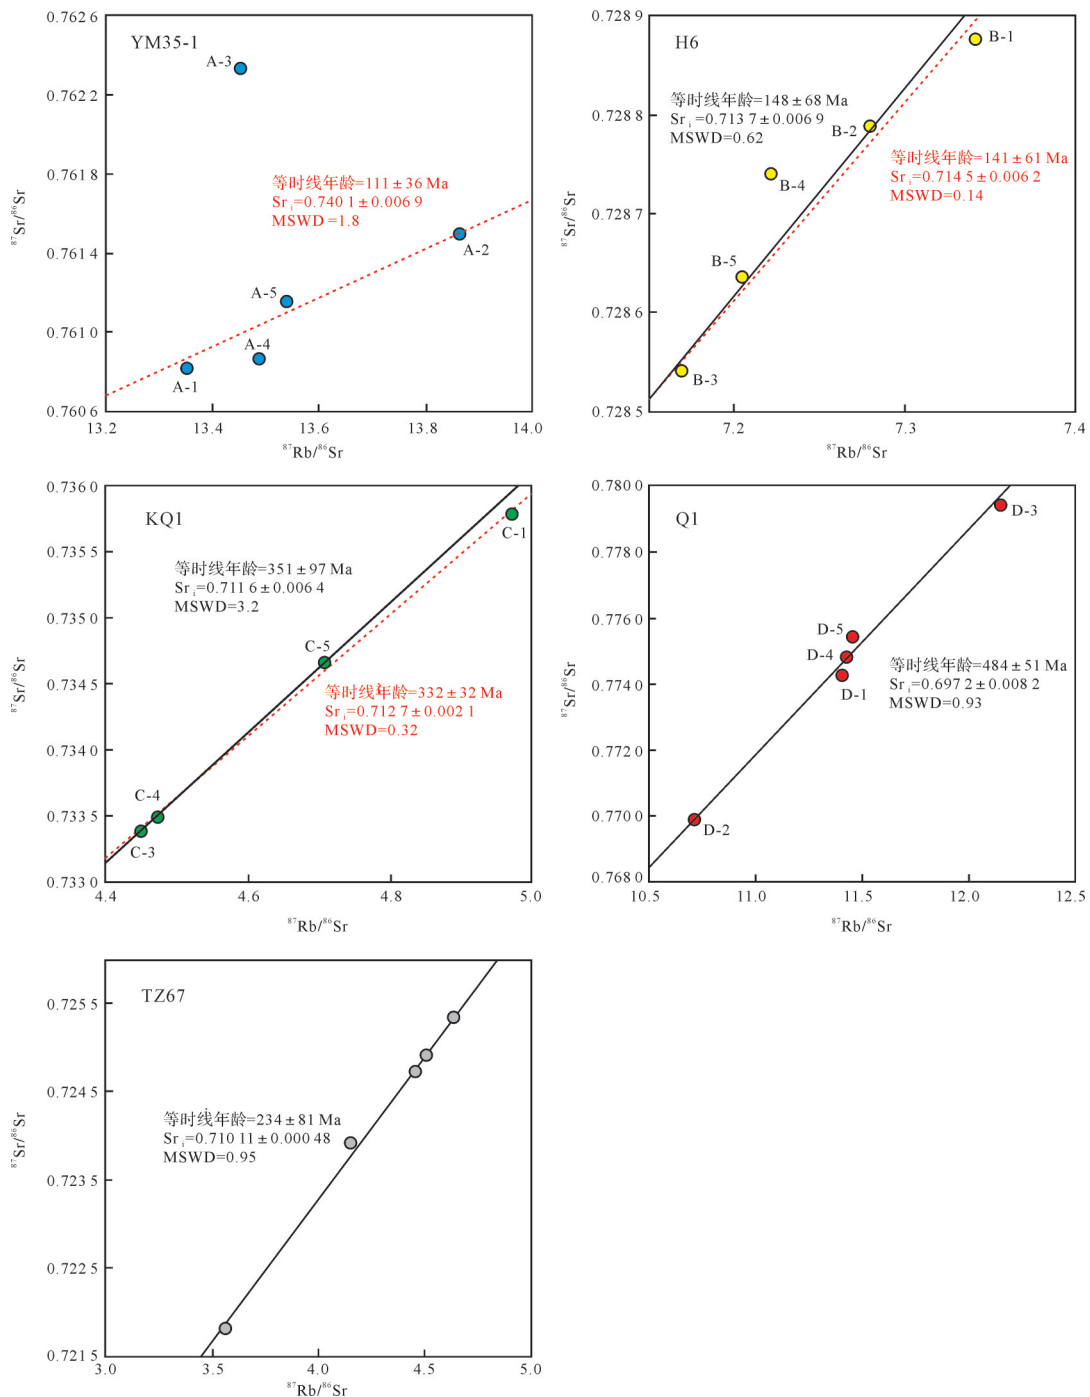 YM35-1
0.762 6
0.762 2
0.761 8
0.761 4
0.761 0
0.760 6
⁸⁷Sr/⁸⁶Sr
A-3
等时线年龄=111±36 Ma
Srᵢ=0.740 1±0.006 9
MSWD=1.8
A-2
A-5
A-4
A-1
13.2
13.4
13.6
13.8
14.0
⁸⁷Rb/⁸⁶Sr
H6
0.728 9
0.728 8
0.728 7
0.728 6
0.728 5
⁸⁷Sr/⁸⁶Sr
B-1
等时线年龄=148±68 Ma
Srᵢ=0.713 7±0.006 9
MSWD=0.62
B-2
等时线年龄=141±61 Ma
Srᵢ=0.714 5±0.006 2
MSWD=0.14
B-4
B-5
B-3
7.2
7.3
7.4
⁸⁷Rb/⁸⁶Sr
KQ1
0.736 0
0.735 5
0.735 0
0.734 5
0.734 0
0.733 5
0.733 0
⁸⁷Sr/⁸⁶Sr
C-1
等时线年龄=351±97 Ma
Srᵢ=0.711 6±0.006 4
MSWD=3.2
C-5
等时线年龄=332±32 Ma
Srᵢ=0.712 7±0.002 1
MSWD=0.32
C-4
C-3
4.4
4.6
4.8
5.0
⁸⁷Rb/⁸⁶Sr
Q1
0.780 0
0.778 0
0.776 0
0.774 0
0.772 0
0.770 0
0.768 0
⁸⁷Sr/⁸⁶Sr
D-3
D-5
D-4
D-1
等时线年龄=484±51 Ma
Srᵢ=0.697 2±0.008 2
MSWD=0.93
D-2
10.5
11.0
11.5
12.0
12.5
⁸⁷Rb/⁸⁶Sr
TZ67
0.725 5
0.724 5
0.723 5
0.722 5
0.721 5
⁸⁷Sr/⁸⁶Sr
等时线年龄=234±81 Ma
Srᵢ=0.710 11±0.000 48
MSWD=0.95
3.0
3.5
4.0
4.5
5.0
⁸⁷Rb/⁸⁶Sr